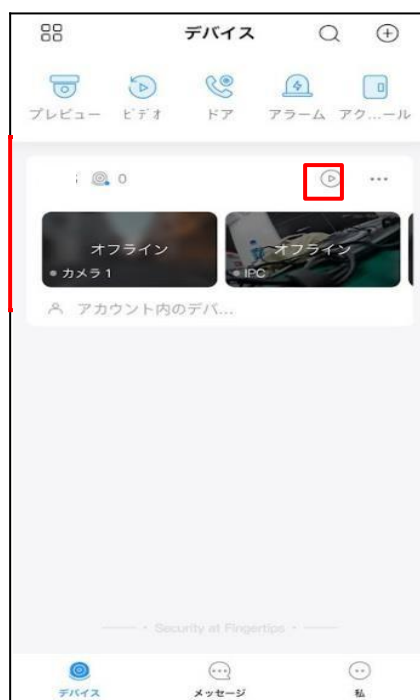 デバイス
プレビュー ビデオ ドア アラーム アク...ール
0
オフライン オフライン
カメラ1 IPC
アカウント内のデバ...
Security at Fingertips
デバイス メッセージ 私